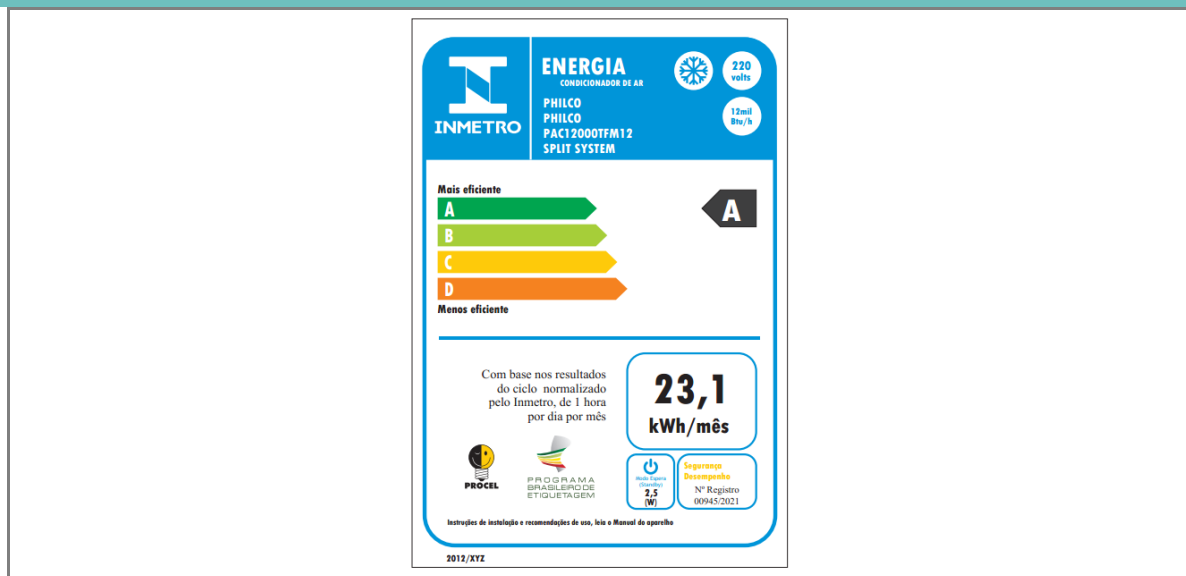 INMETRO
ENERGIA
CONDICIONADOR DE AR
220
volts
PHILCO
PHILCO
PAC12000TFM12
SPLIT SYSTEM
12mil
Btu/h
Mais eficiente
A
A
B
C
D
Menos eficiente
Com base nos resultados
do ciclo normalizado
pelo Inmetro, de 1 hora
por dia por mês
23,1
kWh/mês
PROCEL
PROGRAMA
BRASILEIRO DE
ETIQUETAGEM
Modo Espera
(Standby)
2,5
(W)
Segurança
Desempenho
Nº Registro
00945/2021
Instruções de instalação e recomendações de uso, leia o Manual do aparelho
2012/XYZ